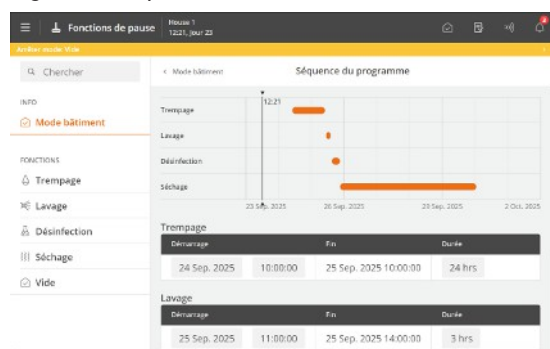 Fonctions de pause
House 1
12:21, Jour 23
Arrêter mode: Vide
Chercher
Mode bâtiment
Séquence du programme
INFO
Mode bâtiment
FONCTIONS
Trempage
Lavage
Désinfection
Séchage
Vide
12:21
Trempage
Lavage
Désinfection
Séchage
23 Sep. 2025
26 Sep. 2025
29 Sep. 2025
2 Oct. 2025
Trempage
Démarrage Fin Durée
24 Sep. 2025 10:00:00 25 Sep. 2025 10:00:00 24 hrs
Lavage
Démarrage Fin Durée
25 Sep. 2025 11:00:00 25 Sep. 2025 14:00:00 3 hrs